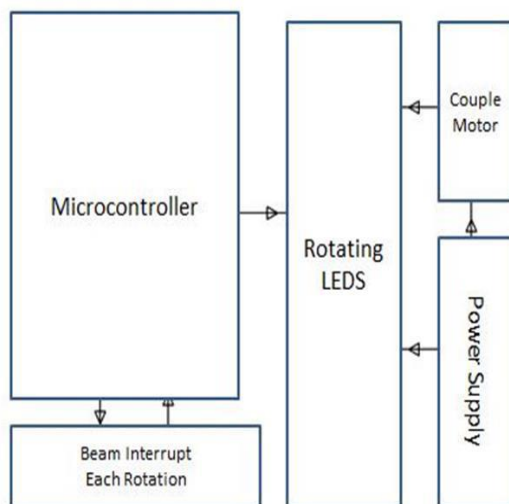 Microcontroller
Rotating
LEDS
Couple
Motor
Power Supply
Beam Interrupt
Each Rotation